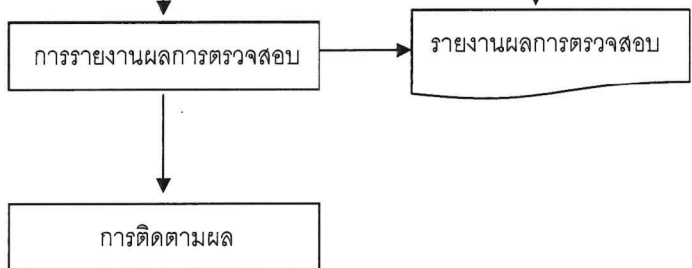 การรายงานผลการตรวจสอบ
รายงานผลการตรวจสอบ
การติดตามผล